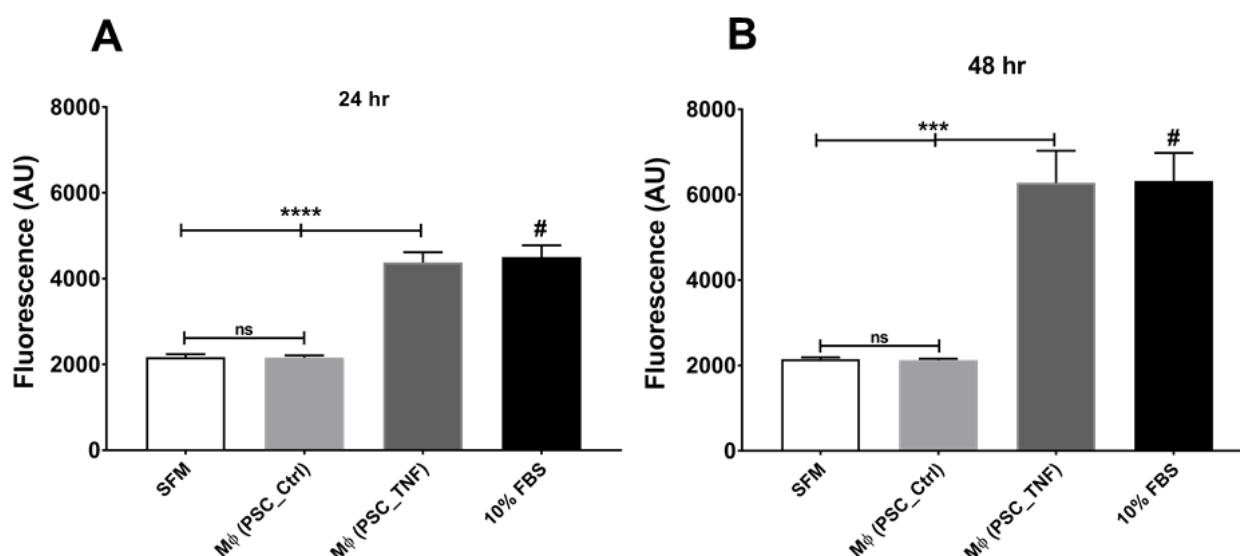 A
24 hr
Fluorescence (AU)
8000
6000
4000
2000
0
****
#
ns
SFM
Mϕ (PSC_Ctrl)
Mϕ (PSC_TNF)
10% FBS
B
48 hr
Fluorescence (AU)
8000
6000
4000
2000
0
***
#
ns
SFM
Mϕ (PSC_Ctrl)
Mϕ (PSC_TNF)
10% FBS